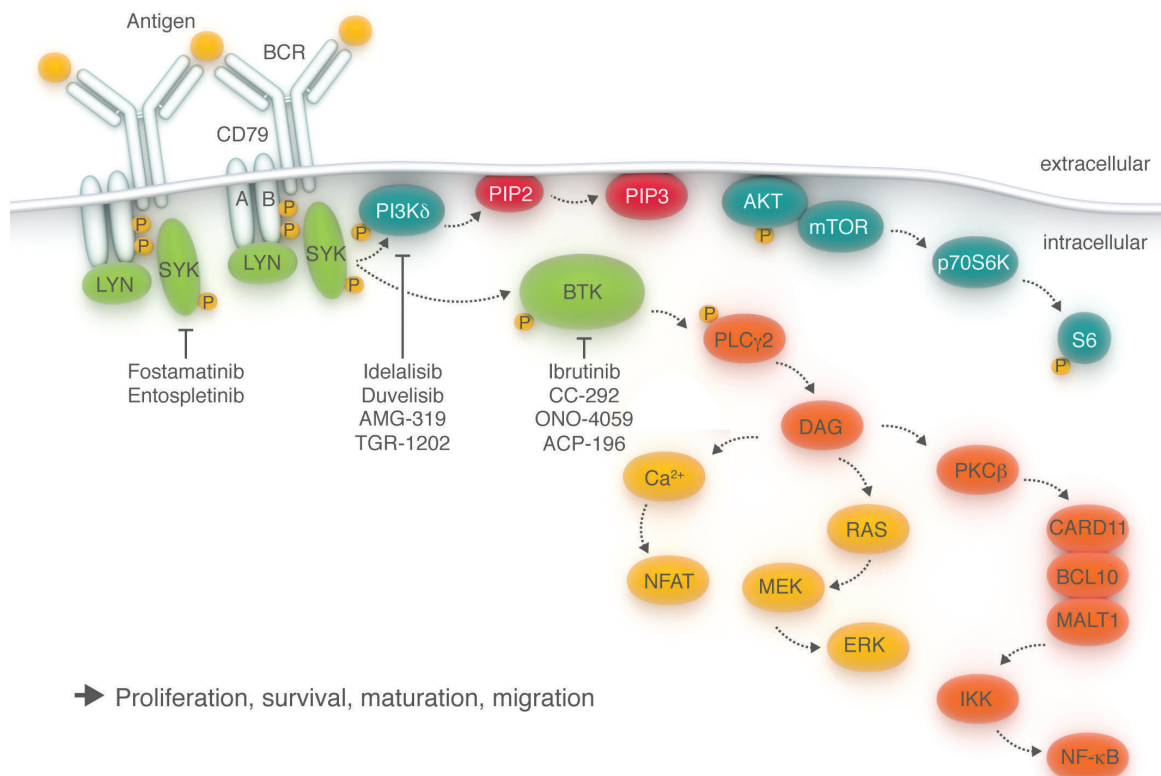 Antigen
BCR
CD79
extracellular
intracellular
A B
P
P
P
P
P
P
P
P
P
P
P
LYN
SYK
LYN
SYK
PI3Kδ
PIP2
PIP3
AKT
mTOR
p70S6K
S6
BTK
PLCγ2
Fostamatinib
Entospletinib
Idelalisib
Duvelisib
AMG-319
TGR-1202
Ibrutinib
CC-292
ONO-4059
ACP-196
DAG
Ca²⁺
PKCβ
RAS
CARD11
NFAT
MEK
BCL10
MALT1
ERK
IKK
NF-κB
Proliferation, survival, maturation, migration